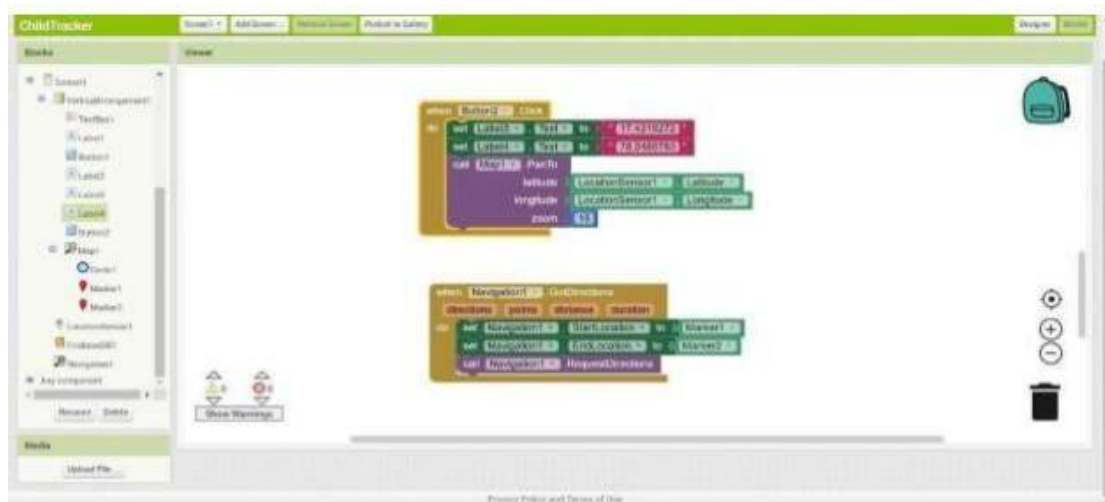 ChildTracker
Screen1
Add Screen ...
Remove Screen
Publish to Gallery
Designer
Blocks
Blocks
Viewer
Screen1
VerticalArrangement1
TextBox1
Label1
Button1
Label2
Label3
Label4
Button2
Map1
Circle1
Marker1
Marker2
LocationSensor1
FirebaseDB1
Navigation1
Any component
Rename
Delete
Media
Upload File ...
when Button2 .Click
do set Label3 . Text to
set Label4 . Text to
call Map1 .PanTo
latitude LocationSensor1 . Latitude
longitude LocationSensor1 . Longitude
zoom 13
when Navigation1 .GotDirections
directions points distance duration
do set Navigation1 . StartLocation to Marker1
set Navigation1 . EndLocation to Marker2
call Navigation1 .RequestDirections
Show Warnings
Privacy Policy and Terms of Use